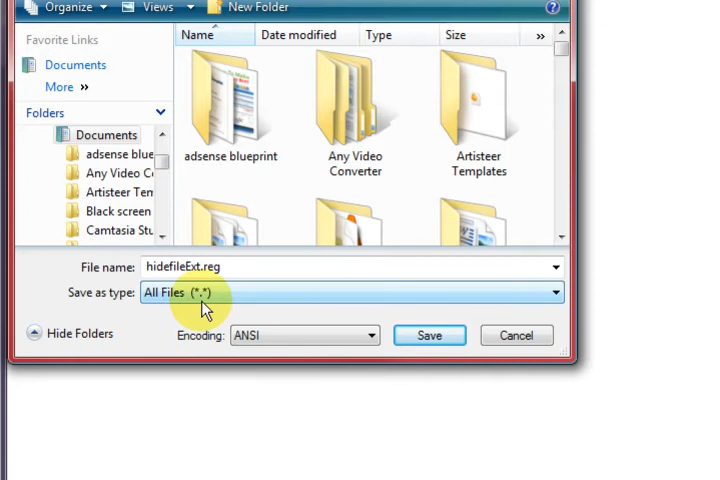 Organize Views New Folder
Favorite Links
Documents
More »
Folders
Documents
adsense blue
Any Video C
Artisteer Tem
Black screen
Camtasia Stu
Name Date modified Type Size »
adsense blueprint
Any Video
Converter
Artisteer
Templates
File name: hidefileExt.reg
Save as type: All Files (*.*)
Hide Folders Encoding: ANSI Save Cancel